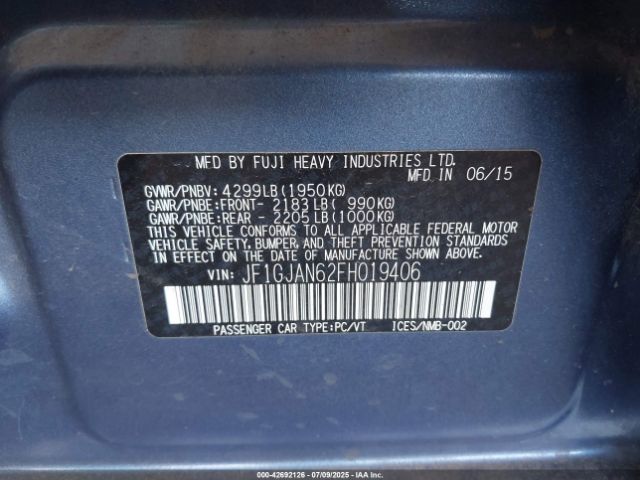 MFD BY FUJI HEAVY INDUSTRIES LTD.
MFD IN 06/15
GVWR/PNBV: 4299LB(1950KG)
GAWR/PNBE:FRONT- 2183LB( 990KG)
GAWR/PNBE:REAR - 2205LB(1000KG)
THIS VEHICLE CONFORMS TO ALL APPLICABLE FEDERAL MOTOR
VEHICLE SAFETY, BUMPER, AND THEFT PREVENTION STANDARDS
IN EFFECT ON THE DATE OF MANUFACTURE SHOWN ABOVE.
VIN: JF1GJAN62FH019406
PASSENGER CAR TYPE:PC/VT ICES/NMB-002
000-42692126 - 07/09/2025 - IAAI, Inc.